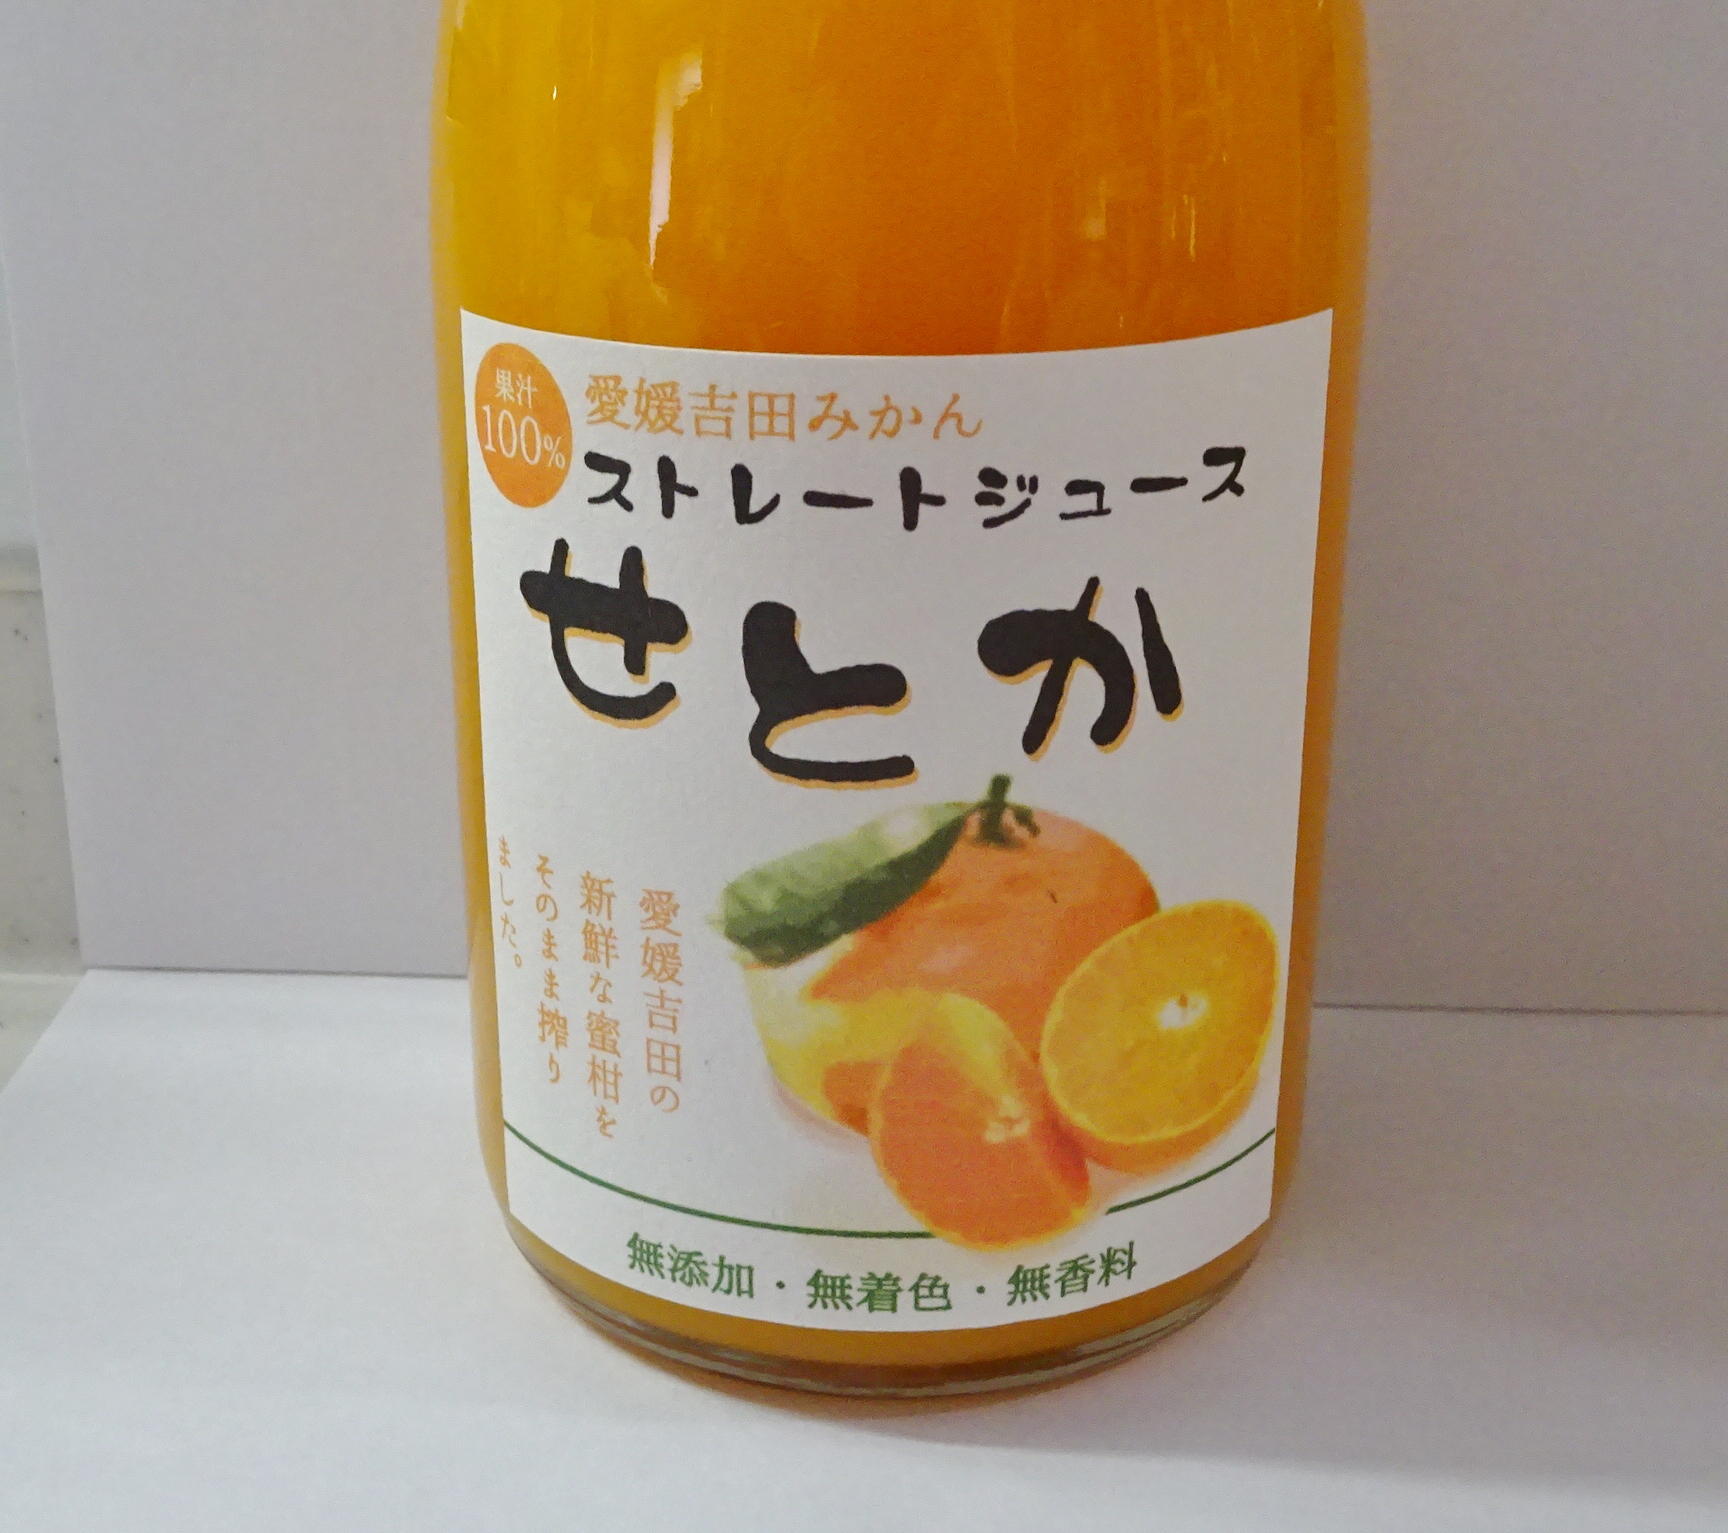 果汁
100%
愛媛吉田みかん
ストレートジュース
せとか
愛媛吉田の
新鮮な蜜柑を
そのまま搾り
ました。
無添加・無着色・無香料